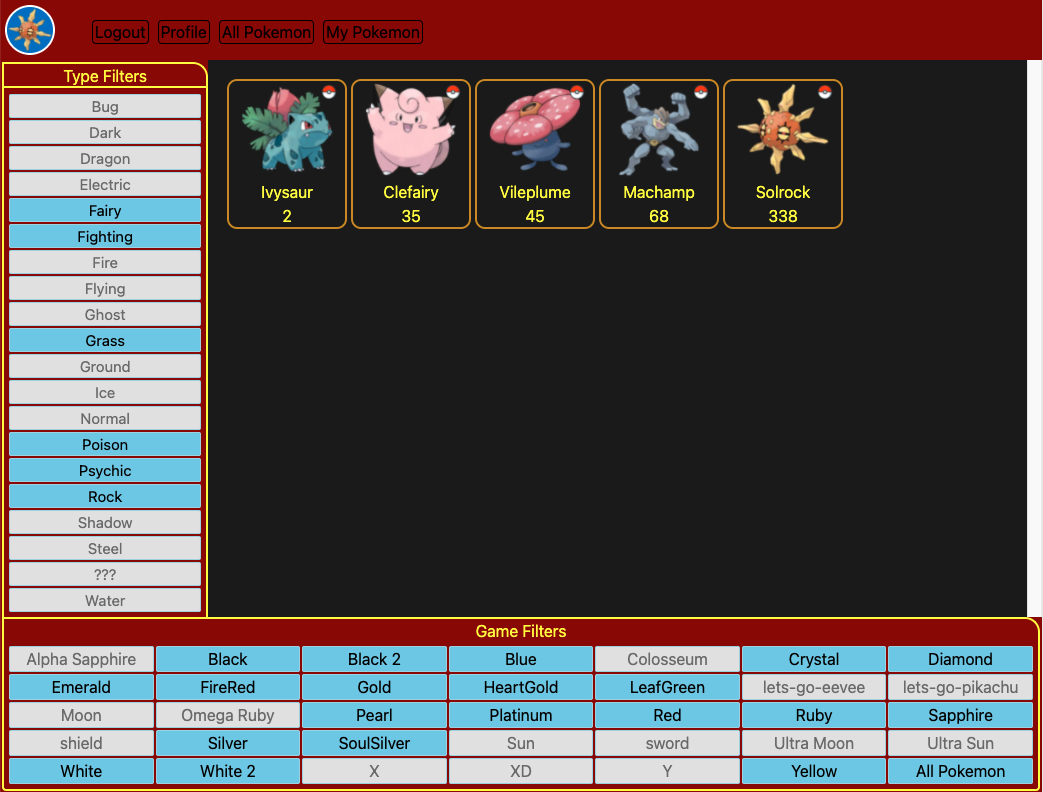 Logout Profile All Pokemon My Pokemon
Type Filters
Bug
Dark
Dragon
Electric
Fairy
Fighting
Fire
Flying
Ghost
Grass
Ground
Ice
Normal
Poison
Psychic
Rock
Shadow
Steel
???
Water
Ivysaur
2
Clefairy
35
Vileplume
45
Machamp
68
Solrock
338
Game Filters
Alpha Sapphire Black Black 2 Blue Colosseum Crystal Diamond
Emerald FireRed Gold HeartGold LeafGreen lets-go-eevee lets-go-pikachu
Moon Omega Ruby Pearl Platinum Red Ruby Sapphire
shield Silver SoulSilver Sun sword Ultra Moon Ultra Sun
White White 2 X XD Y Yellow All Pokemon